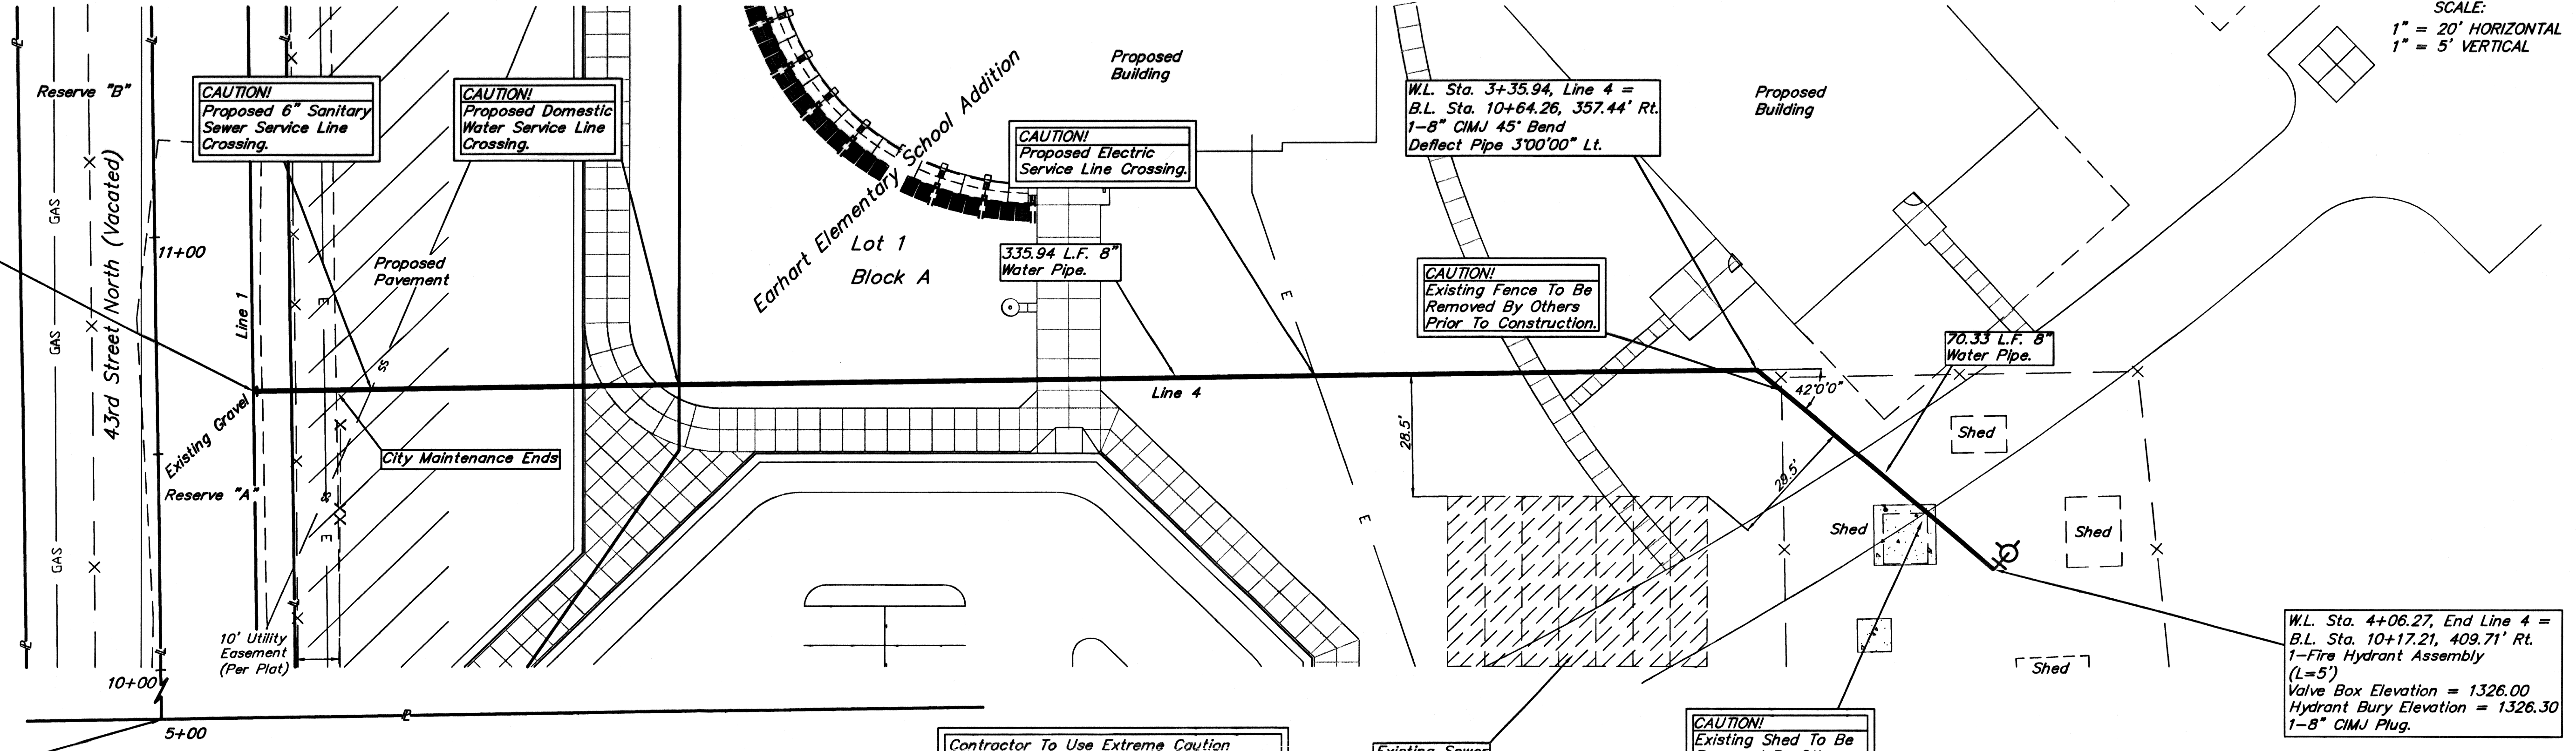 SCALE:
1" = 20' HORIZONTAL
1" = 5' VERTICAL
Reserve "B"
GAS
GAS
GAS
43rd Street North (Vacated)
11+00
10+00
5+00
Line 1
Existing Gravel
Reserve "A"
10' Utility
Easement
(Per Plat)
CAUTION!
Proposed 6" Sanitary
Sewer Service Line
Crossing.
Proposed
Pavement
E
SS
SS
E
City Maintenance Ends
CAUTION!
Proposed Domestic
Water Service Line
Crossing.
Earhart Elementary School Addition
Lot 1
Block A
Proposed
Building
CAUTION!
Proposed Electric
Service Line Crossing.
335.94 L.F. 8"
Water Pipe.
Line 4
E
E
28.5'
W.L. Sta. 3+35.94, Line 4 =
B.L. Sta. 10+64.26, 357.44' Rt.
1-8" CIMJ 45° Bend
Deflect Pipe 3°00'00" Lt.
Proposed
Building
CAUTION!
Existing Fence To Be
Removed By Others
Prior To Construction.
70.33 L.F. 8"
Water Pipe.
42°0'0"
28.5'
Shed
Shed
Shed
Shed
W.L. Sta. 4+06.27, End Line 4 =
B.L. Sta. 10+17.21, 409.71' Rt.
1-Fire Hydrant Assembly
(L=5')
Valve Box Elevation = 1326.00
Hydrant Bury Elevation = 1326.30
1-8" CIMJ Plug.
Contractor To Use Extreme Caution
Existing Sewer
CAUTION!
Existing Shed To Be